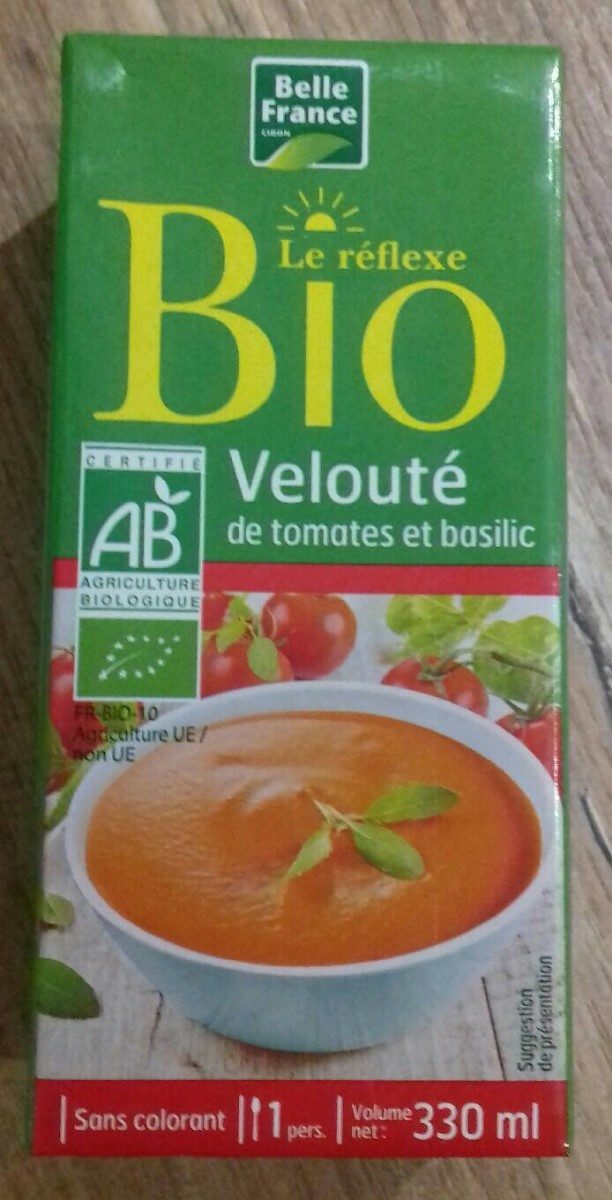 Belle
France
Le réflexe
BIO
CERTIFIÉ
AB
AGRICULTURE
BIOLOGIQUE
Velouté
de tomates et basilic
FR-BIO-10
Agriculture UE /
non UE
Suggestion
de présentation
Sans colorant
1 pers.
Volume
net : 330 ml